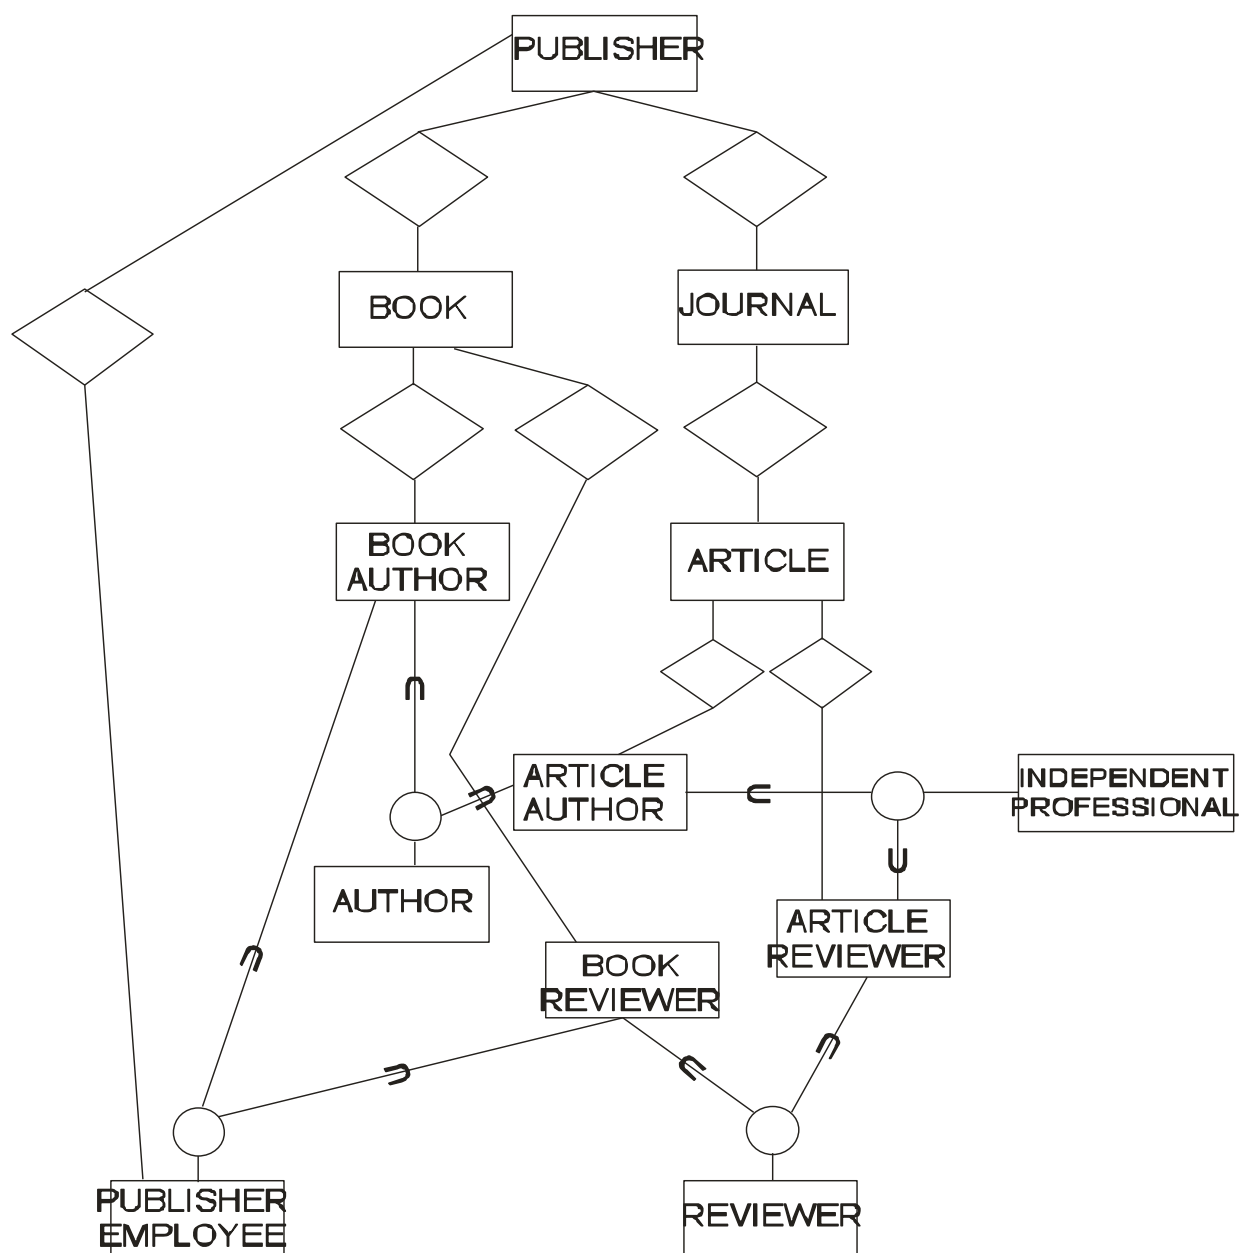 PUBLISHER
BOOK
JOURNAL
BOOK
AUTHOR
ARTICLE
ARTICLE
AUTHOR
INDEPENDENT
PROFESSIONAL
AUTHOR
ARTICLE
REVIEWER
BOOK
REVIEWER
PUBLISHER
EMPLOYEE
REVIEWER